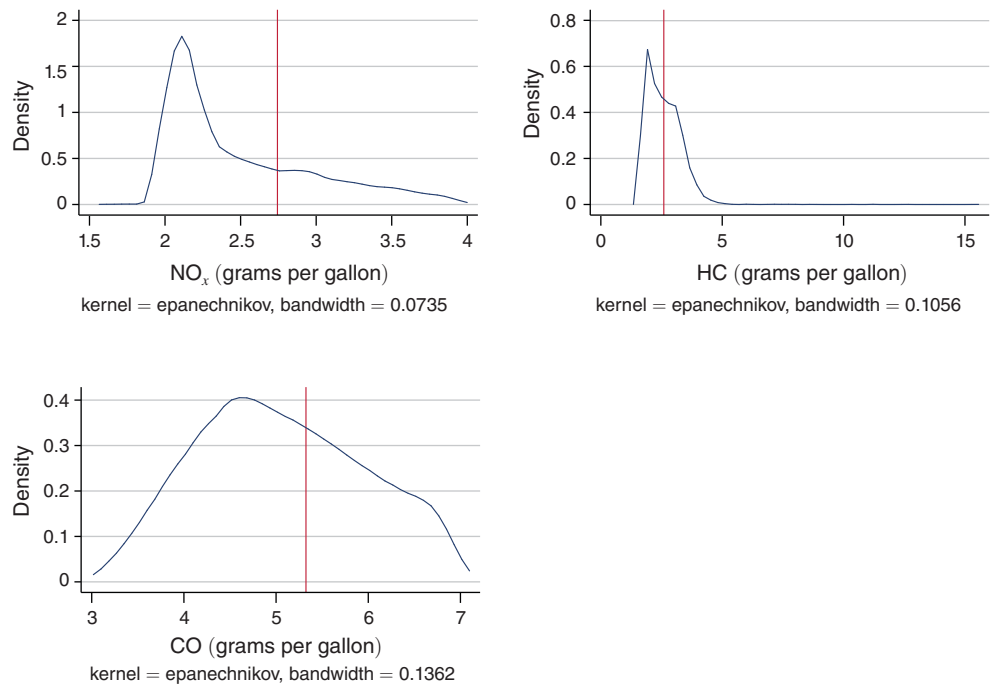 2
1.5
1
0.5
0
Density
1.5 2 2.5 3 3.5 4
NOx (grams per gallon)
kernel = epanechnikov, bandwidth = 0.0735
0.8
0.6
0.4
0.2
0
Density
0 5 10 15
HC (grams per gallon)
kernel = epanechnikov, bandwidth = 0.1056
0.4
0.3
0.2
0.1
0
Density
3 4 5 6 7
CO (grams per gallon)
kernel = epanechnikov, bandwidth = 0.1362